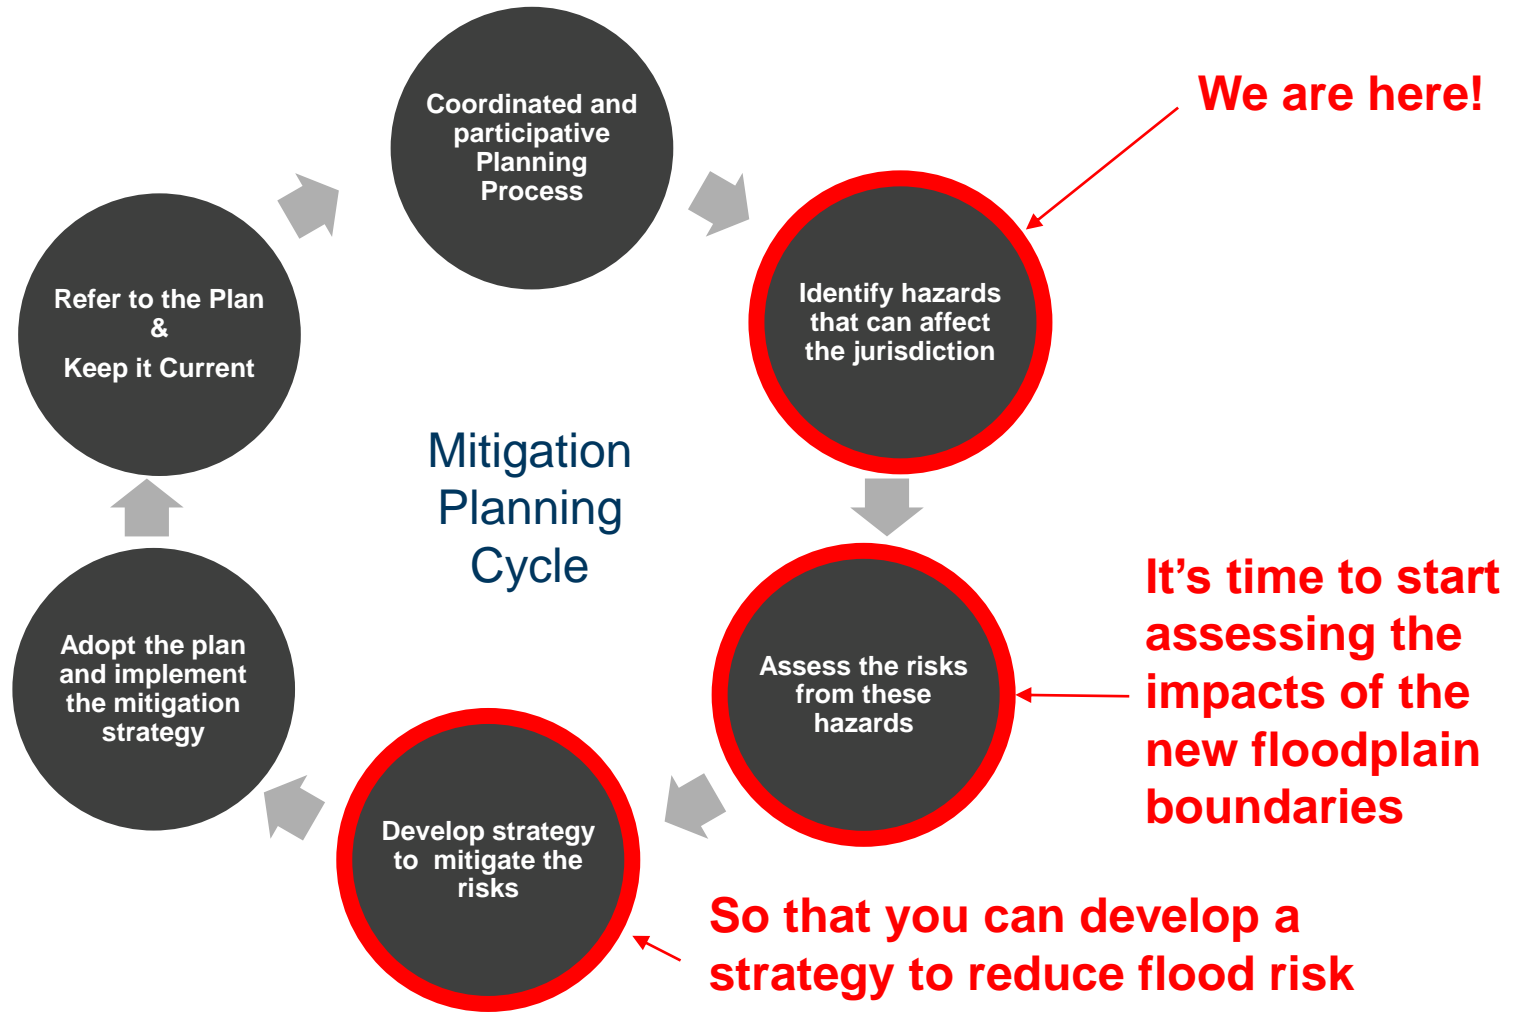 Coordinated and
participative
Planning
Process
We are here!
Identify hazards
that can affect
the jurisdiction
Refer to the Plan
&
Keep it Current
Mitigation
Planning
Cycle
It’s time to start
assessing the
impacts of the
new floodplain
boundaries
Assess the risks
from these
hazards
Adopt the plan
and implement
the mitigation
strategy
Develop strategy
to  mitigate the
risks
So that you can develop a
strategy to reduce flood risk